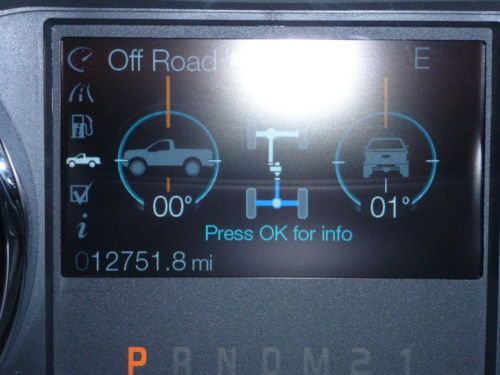 Off Road
E
00° 01°
Press OK for info
012751.8 mi
P R N D M 2 1